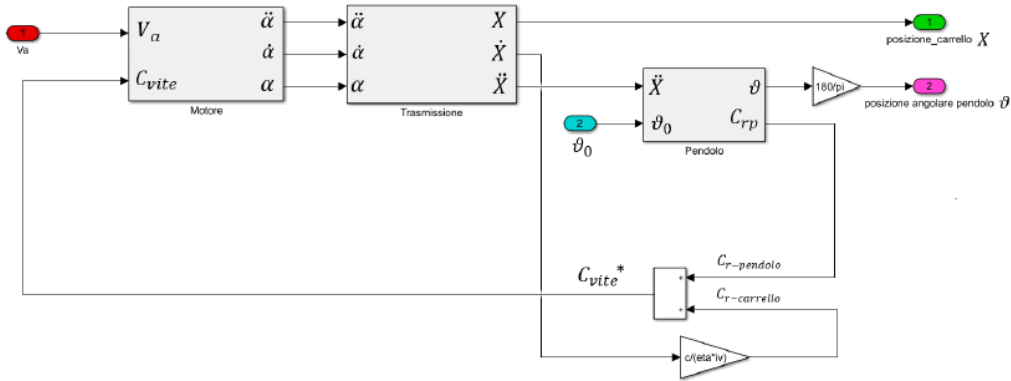 1
Va
V_a
C_vite
α̈
α̇
α
Motore
α̈
α̇
α
X
Ẋ
Ẍ
Trasmissione
1
posizione_carrello X
Ẍ
ϑ_0
ϑ
C_rp
Pendolo
2
ϑ_0
180/pi
2
posizione angolare pendolo ϑ
C_vite*
C_r-pendolo
+
C_r-carrello
+
c/(eta*iv)